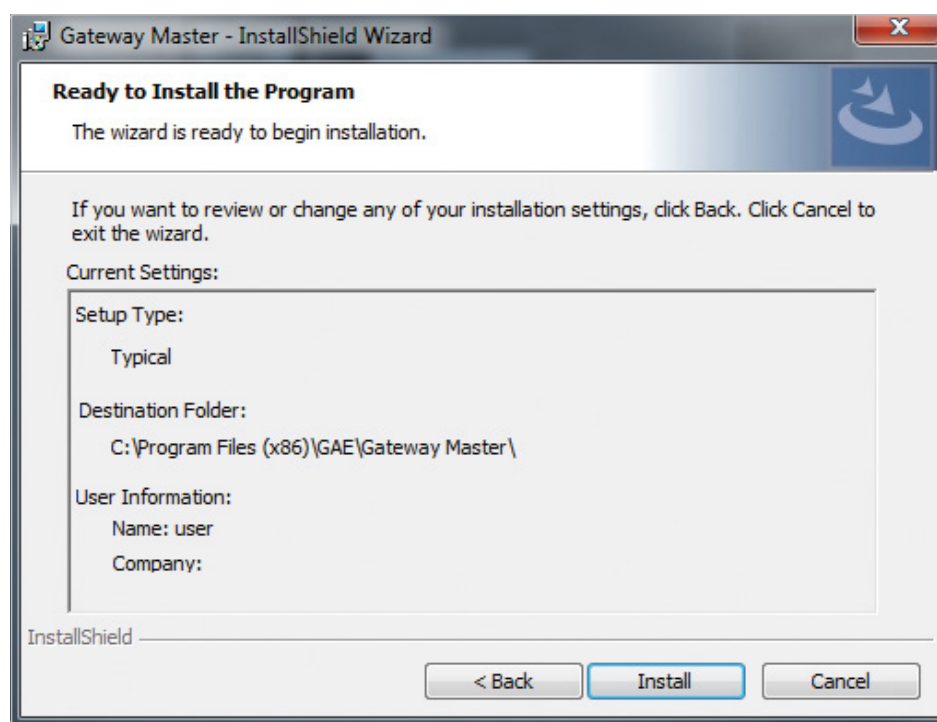 Gateway Master - InstallShield Wizard
X
Ready to Install the Program
The wizard is ready to begin installation.
If you want to review or change any of your installation settings, click Back. Click Cancel to
exit the wizard.
Current Settings:
Setup Type:
Typical
Destination Folder:
C:\Program Files (x86)\GAE\Gateway Master\
User Information:
Name: user
Company:
InstallShield
< Back Install Cancel